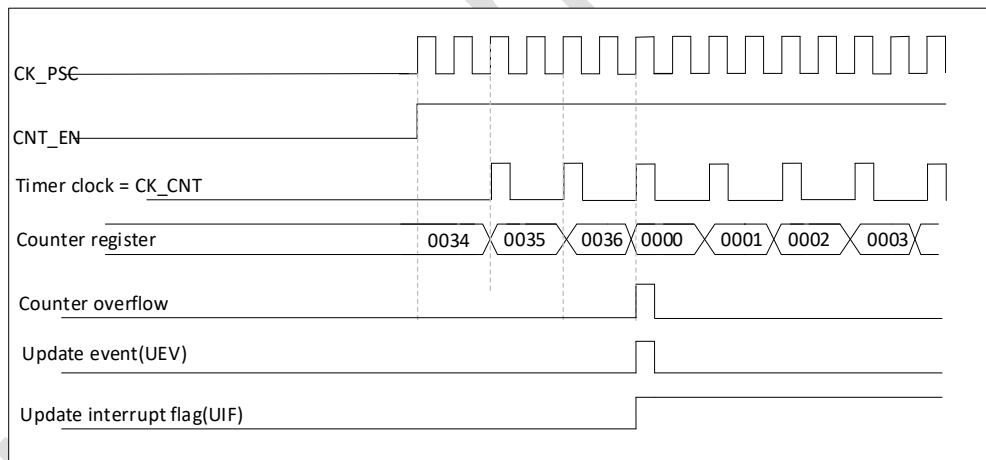 CK_PSC
CNT_EN
Timer clock = CK_CNT
Counter register 0034 0035 0036 0000 0001 0002 0003
Counter overflow
Update event(UEV)
Update interrupt flag(UIF)